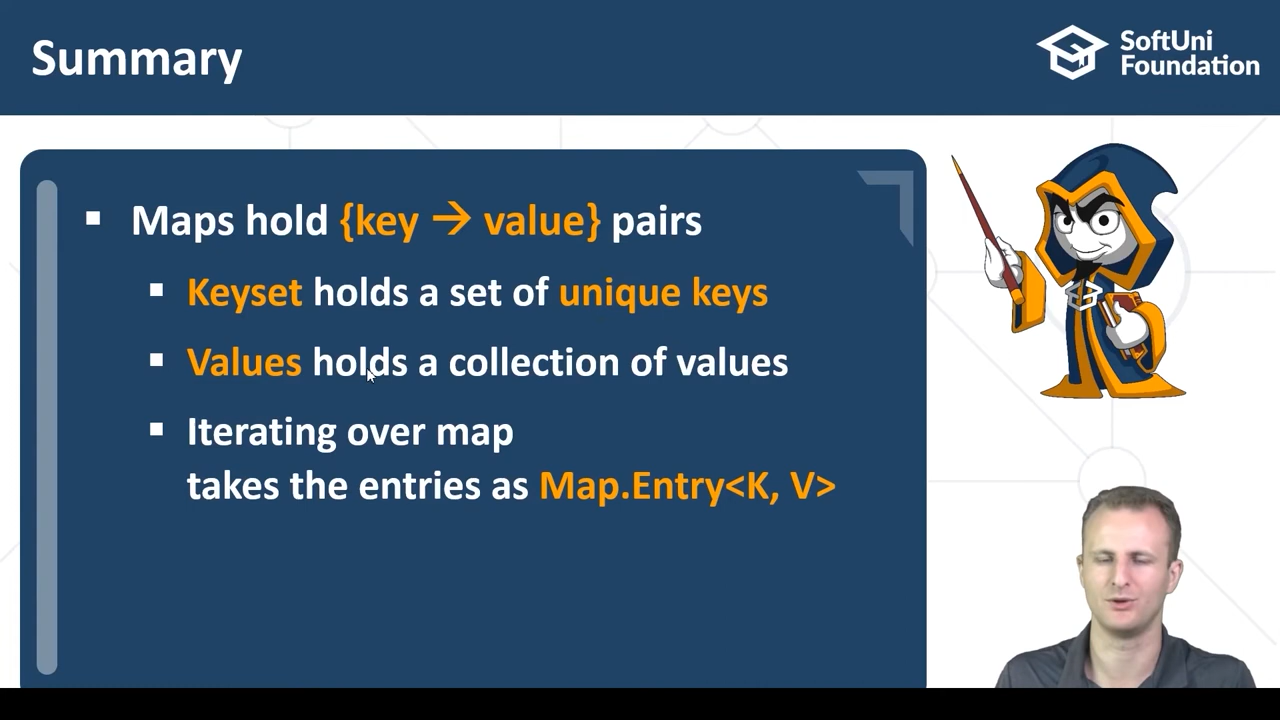 Summary
SoftUni
Foundation
▪ Maps hold {key → value} pairs
▪ Keyset holds a set of unique keys
▪ Values holds a collection of values
▪ Iterating over map
takes the entries as Map.Entry<K, V>